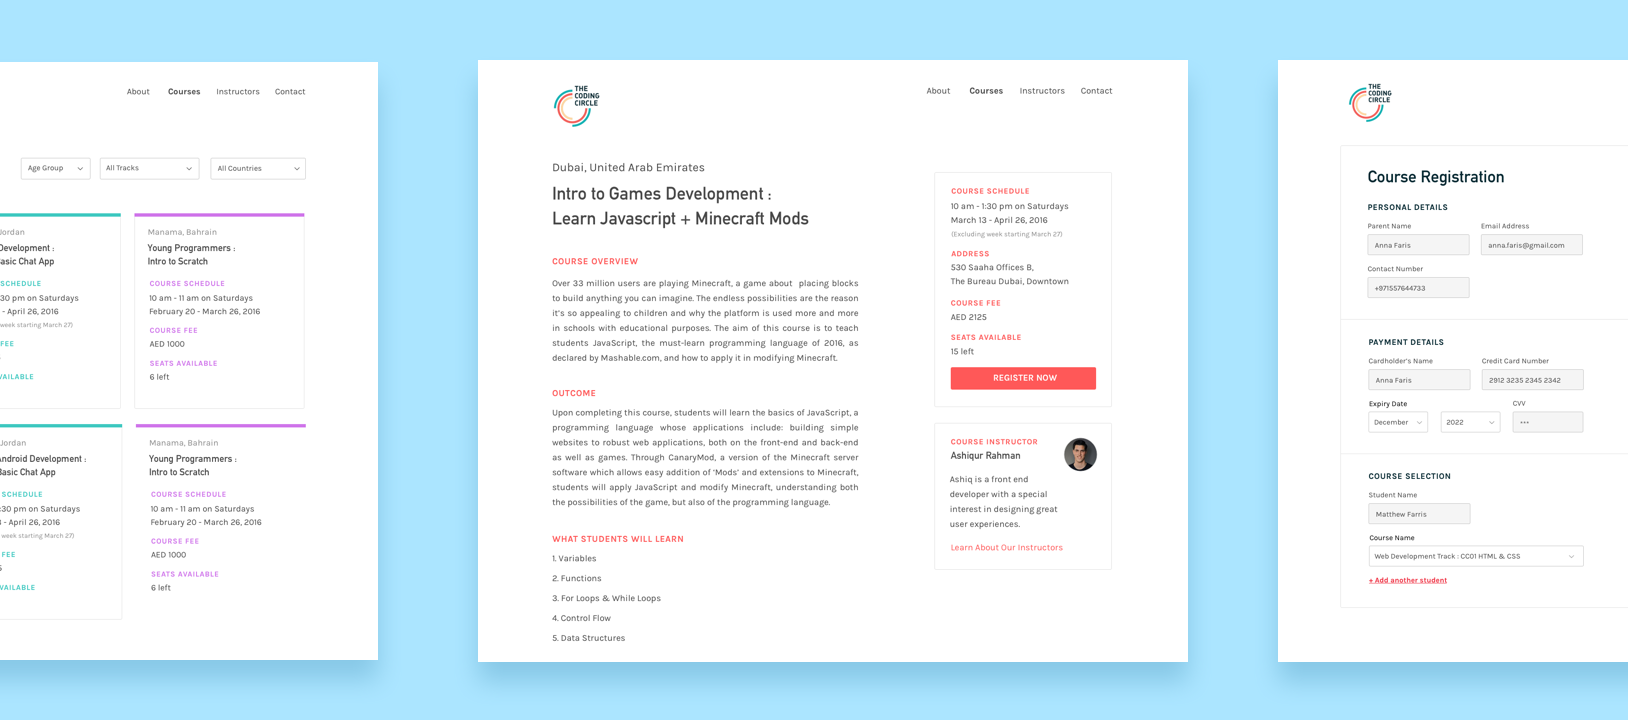 About Courses Instructors Contact
Age Group
All Tracks
All Countries
Jordan
Development :
Basic Chat App
SCHEDULE
30 pm on Saturdays
- April 26, 2016
week starting March 27)
FEE
VAILABLE
Manama, Bahrain
Young Programmers :
Intro to Scratch
COURSE SCHEDULE
10 am - 11 am on Saturdays
February 20 - March 26, 2016
COURSE FEE
AED 1000
SEATS AVAILABLE
6 left
Jordan
Android Development :
Basic Chat App
SCHEDULE
:30 pm on Saturdays
- April 26, 2016
week starting March 27)
FEE
5
VAILABLE
Manama, Bahrain
Young Programmers :
Intro to Scratch
COURSE SCHEDULE
10 am - 11 am on Saturdays
February 20 - March 26, 2016
COURSE FEE
AED 1000
SEATS AVAILABLE
6 left
THE
CODING
CIRCLE
About Courses Instructors Contact
Dubai, United Arab Emirates
Intro to Games Development :
Learn Javascript + Minecraft Mods
COURSE OVERVIEW
Over 33 million users are playing Minecraft, a game about placing blocks
to build anything you can imagine. The endless possibilities are the reason
it's so appealing to children and why the platform is used more and more
in schools with educational purposes. The aim of this course is to teach
students JavaScript, the must-learn programming language of 2016, as
declared by Mashable.com, and how to apply it in modifying Minecraft.
OUTCOME
Upon completing this course, students will learn the basics of JavaScript, a
programming language whose applications include: building simple
websites to robust web applications, both on the front-end and back-end
as well as games. Through CanaryMod, a version of the Minecraft server
software which allows easy addition of 'Mods' and extensions to Minecraft,
students will apply JavaScript and modify Minecraft, understanding both
the possibilities of the game, but also of the programming language.
WHAT STUDENTS WILL LEARN
1. Variables
2. Functions
3. For Loops & While Loops
4. Control Flow
5. Data Structures
COURSE SCHEDULE
10 am - 1:30 pm on Saturdays
March 13 - April 26, 2016
(Excluding week starting March 27)
ADDRESS
530 Saaha Offices B,
The Bureau Dubai, Downtown
COURSE FEE
AED 2125
SEATS AVAILABLE
15 left
REGISTER NOW
COURSE INSTRUCTOR
Ashiqur Rahman
Ashiq is a front end
developer with a special
interest in designing great
user experiences.
Learn About Our Instructors
THE
CODING
CIRCLE
Course Registration
PERSONAL DETAILS
Parent Name Email Address
Anna Faris anna.faris@gmail.com
Contact Number
+971557644733
PAYMENT DETAILS
Cardholder's Name Credit Card Number
Anna Faris 2912 3235 2345 2342
Expiry Date CVV
December 2022 ***
COURSE SELECTION
Student Name
Matthew Farris
Course Name
Web Development Track : CC01 HTML & CSS
+ Add another student